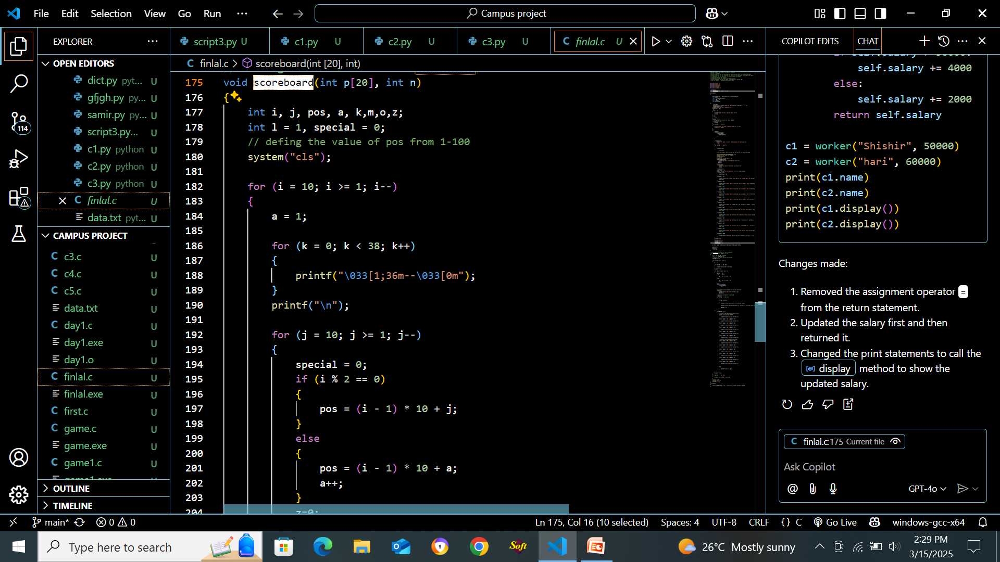 File Edit Selection View Go Run ···
Campus project
EXPLORER ···
OPEN EDITORS
dict.py pyt... U
gfjgh.py py... U
samir.py py... U
script3.py... U
c1.py python U
c2.py python U
c3.py python U
finlal.c U
data.txt pyt... U
CAMPUS PROJECT
c3.c U
c4.c U
c5.c U
data.txt U
day1.c U
day1.exe U
day1.o U
finlal.c U
finlal.exe U
first.c U
game.c U
game.exe U
game1.c U
OUTLINE
TIMELINE
114
script3.py U c1.py U c2.py U c3.py U finlal.c U
finlal.c > scoreboard(int [20], int)
175 void scoreboard(int p[20], int n)
176 {
177 int i, j, pos, a, k,m,o,z;
178 int l = 1, special = 0;
179 // defing the value of pos from 1-100
180 system("cls");
181
182 for (i = 10; i >= 1; i--)
183 {
184 a = 1;
185
186 for (k = 0; k < 38; k++)
187 {
188 printf("\033[1;36m--\033[0m");
189 }
190 printf("\n");
191
192 for (j = 10; j >= 1; j--)
193 {
194 special = 0;
195 if (i % 2 == 0)
196 {
197 pos = (i - 1) * 10 + j;
198 }
199 else
200 {
201 pos = (i - 1) * 10 + a;
202 a++;
203 }
204 z=0;
COPILOT EDITS CHAT
self.salary += 4000
else:
self.salary += 2000
return self.salary
c1 = worker("Shishir", 50000)
c2 = worker("hari", 60000)
print(c1.name)
print(c2.name)
print(c1.display())
print(c2.display())
Changes made:
1. Removed the assignment operator =
from the return statement.
2. Updated the salary first and then
returned it.
3. Changed the print statements to call the
display method to show the
updated salary.
finlal.c:175 Current file
Ask Copilot
GPT-4o
main* 0 0
Ln 175, Col 16 (10 selected) Spaces: 4 UTF-8 CRLF {} C Go Live windows-gcc-x64
Type here to search
Soft
26°C Mostly sunny
2:29 PM
3/15/2025